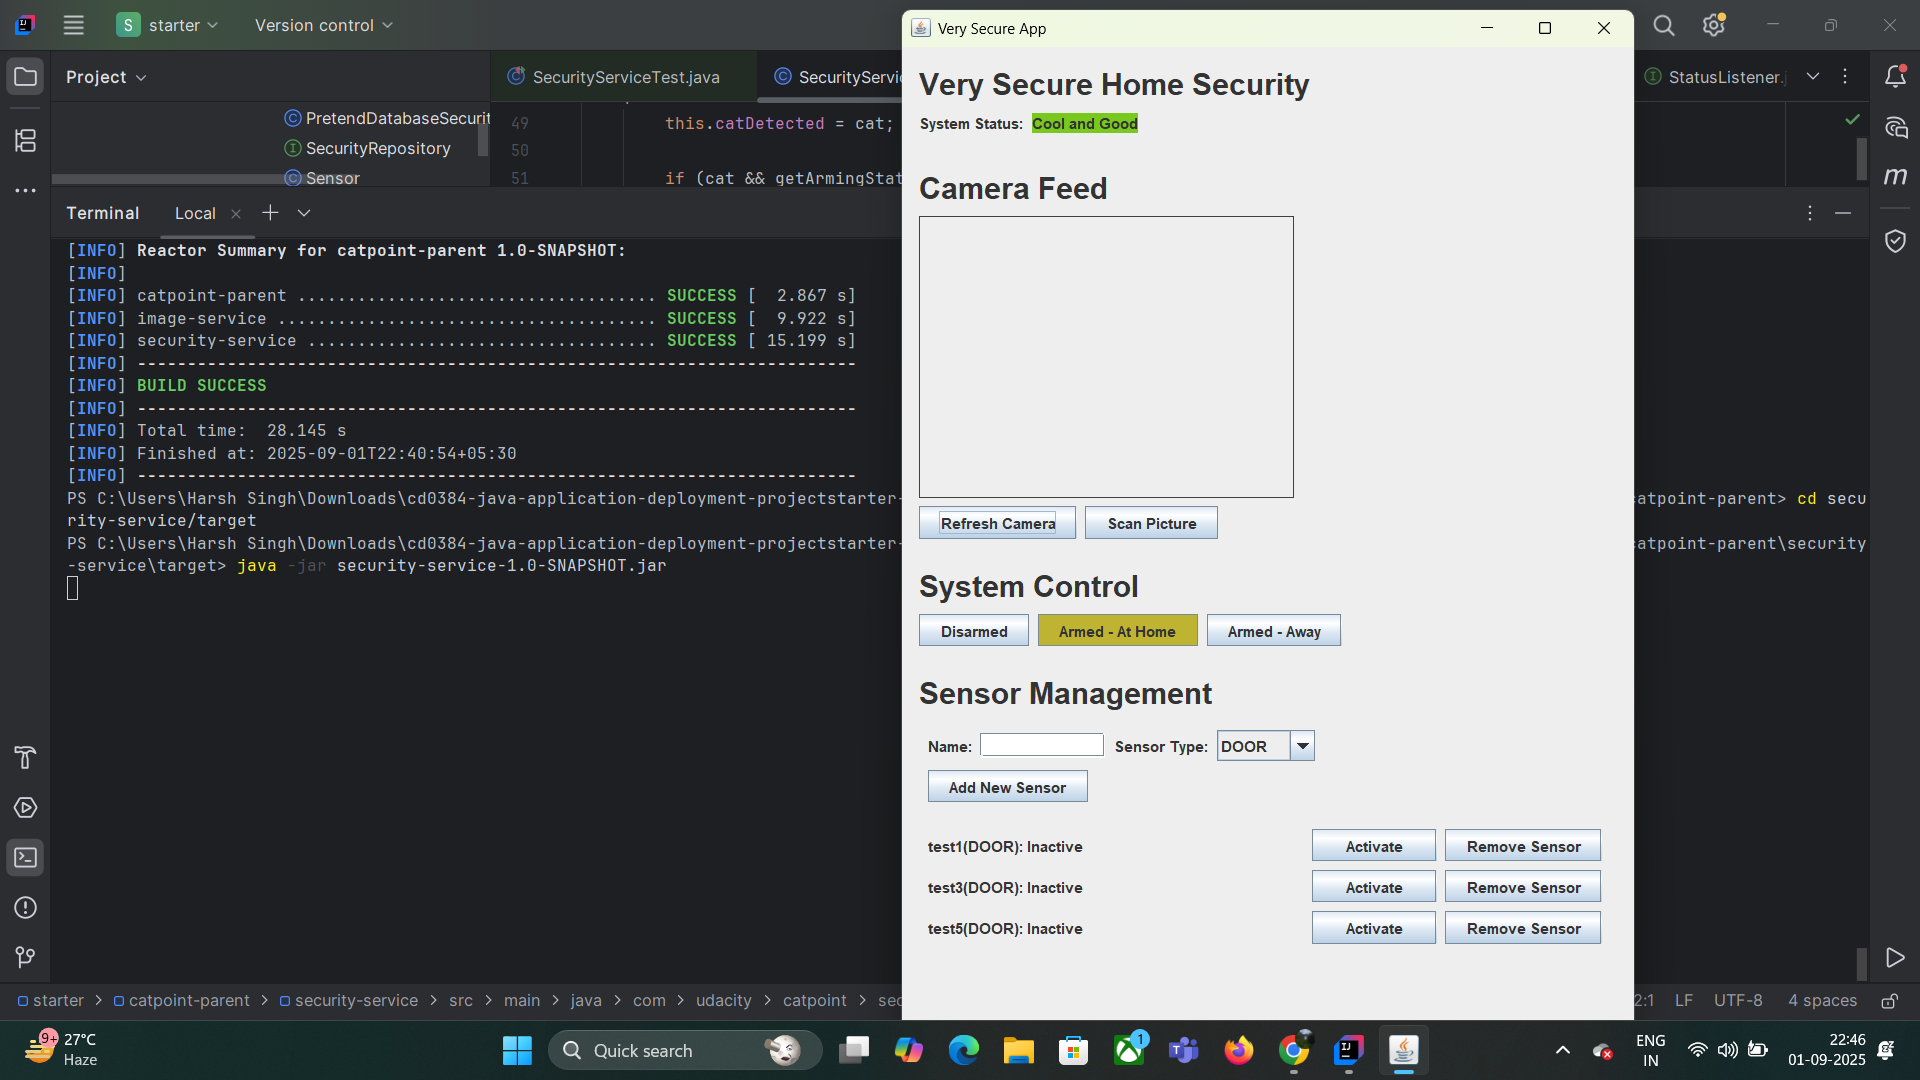 S starter
Version control
Project
PretendDatabaseSecurit
SecurityRepository
Sensor
SecurityServiceTest.java
SecurityServi
StatusListener.j
49 this.catDetected = cat;
50
51 if (cat && getArmingStat
Terminal
Local
[INFO] Reactor Summary for catpoint-parent 1.0-SNAPSHOT:
[INFO]
[INFO] catpoint-parent .................................... SUCCESS [  2.867 s]
[INFO] image-service ...................................... SUCCESS [  9.922 s]
[INFO] security-service ................................... SUCCESS [ 15.199 s]
[INFO] ------------------------------------------------------------------------
[INFO] BUILD SUCCESS
[INFO] ------------------------------------------------------------------------
[INFO] Total time:  28.145 s
[INFO] Finished at: 2025-09-01T22:40:54+05:30
[INFO] ------------------------------------------------------------------------
PS C:\Users\Harsh Singh\Downloads\cd0384-java-application-deployment-projectstarter- catpoint-parent> cd secu
rity-service/target
PS C:\Users\Harsh Singh\Downloads\cd0384-java-application-deployment-projectstarter- catpoint-parent\security
-service\target> java -jar security-service-1.0-SNAPSHOT.jar
Very Secure App
Very Secure Home Security
System Status: Cool and Good
Camera Feed
Refresh Camera
Scan Picture
System Control
Disarmed
Armed - At Home
Armed - Away
Sensor Management
Name:
Sensor Type: DOOR
Add New Sensor
test1(DOOR): Inactive Activate Remove Sensor
test3(DOOR): Inactive Activate Remove Sensor
test5(DOOR): Inactive Activate Remove Sensor
starter > catpoint-parent > security-service > src > main > java > com > udacity > catpoint > sec
2:1 LF UTF-8 4 spaces
9+
27°C
Haze
Quick search
1
ENG
IN
22:46
01-09-2025